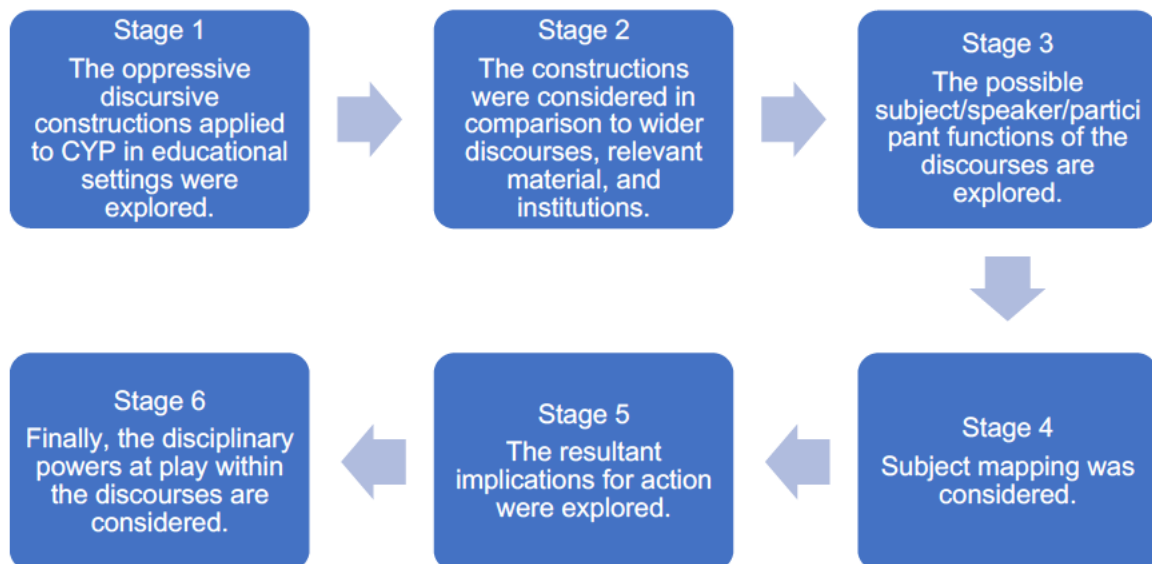 Stage 1
The oppressive
discursive
constructions applied
to CYP in educational
settings were
explored.
Stage 2
The constructions
were considered in
comparison to wider
discourses, relevant
material, and
institutions.
Stage 3
The possible
subject/speaker/partici
pant functions of the
discourses are
explored.
Stage 4
Subject mapping was
considered.
Stage 5
The resultant
implications for action
were explored.
Stage 6
Finally, the disciplinary
powers at play within
the discourses are
considered.